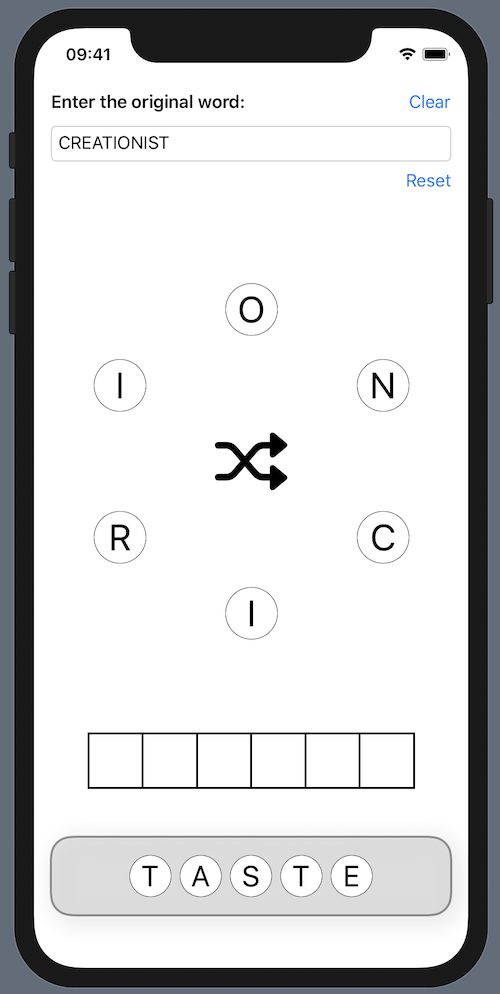 09:41
Enter the original word: Clear
CREATIONIST
Reset
O
I N
R C
I
T A S T E